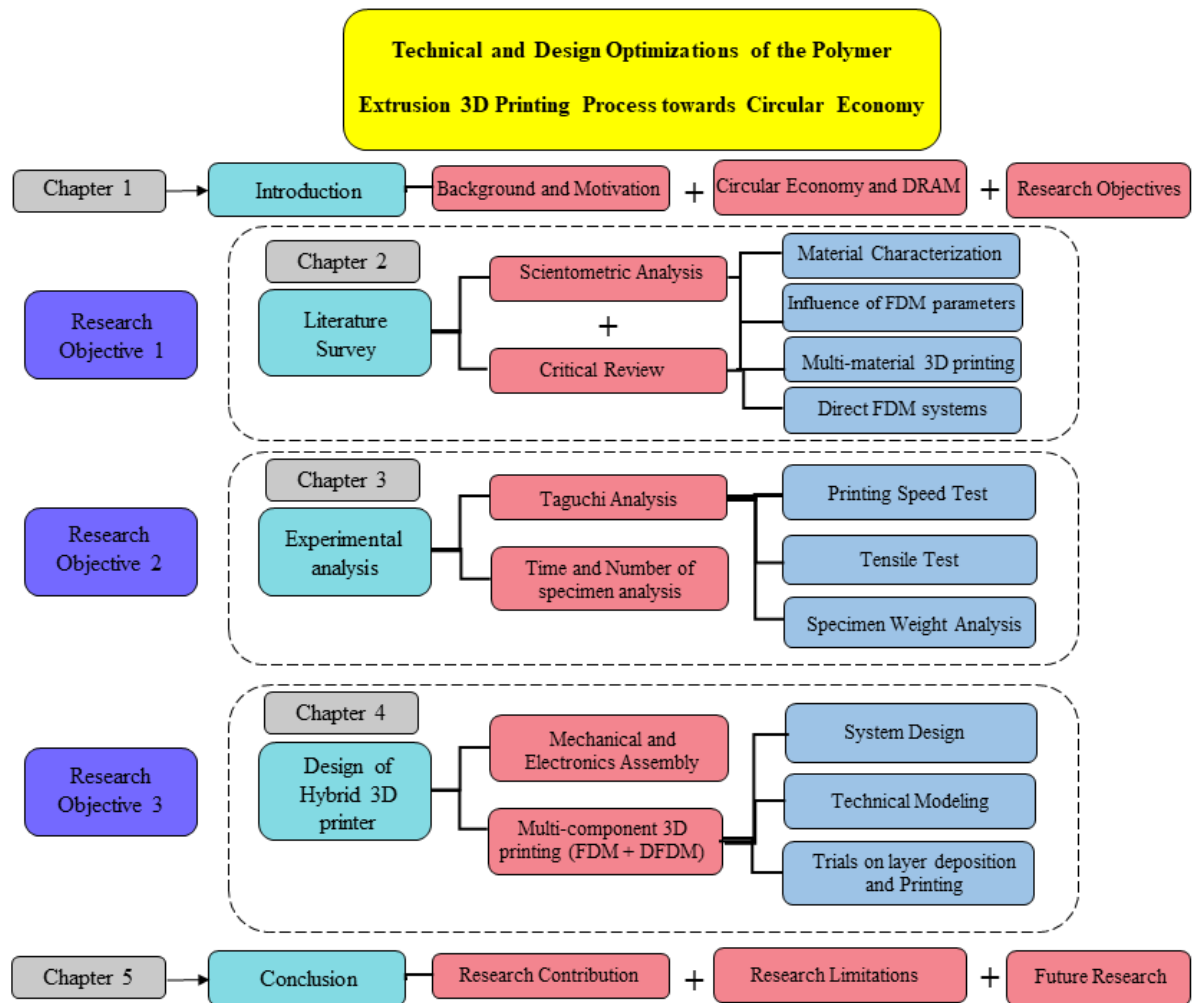 Technical and Design Optimizations of the Polymer
Extrusion 3D Printing Process towards Circular Economy
Chapter 1
Introduction
Background and Motivation
+
Circular Economy and DRAM
+
Research Objectives
Research
Objective 1
Chapter 2
Literature
Survey
Scientometric Analysis
+
Critical Review
Material Characterization
Influence of FDM parameters
Multi-material 3D printing
Direct FDM systems
Research
Objective 2
Chapter 3
Experimental
analysis
Taguchi Analysis
Time and Number of
specimen analysis
Printing Speed Test
Tensile Test
Specimen Weight Analysis
Research
Objective 3
Chapter 4
Design of
Hybrid 3D
printer
Mechanical and
Electronics Assembly
Multi-component 3D
printing (FDM + DFDM)
System Design
Technical Modeling
Trials on layer deposition
and Printing
Chapter 5
Conclusion
Research Contribution
+
Research Limitations
+
Future Research